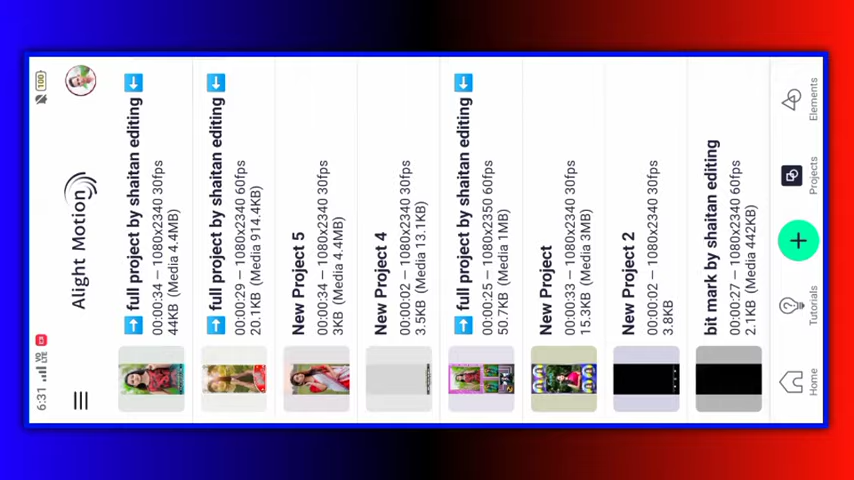 6:31 VO LTE 100
Alight Motion
➡️ full project by shaitan editing ⬅️
00:00:34 — 1080x2340 30fps
44KB (Media 4.4MB)
➡️ full project by shaitan editing ⬅️
00:00:29 — 1080x2340 60fps
20.1KB (Media 914.4KB)
New Project 5
00:00:34 — 1080x2340 30fps
3KB (Media 4.4MB)
New Project 4
00:00:02 — 1080x2340 30fps
3.5KB (Media 13.1KB)
➡️ full project by shaitan editing ⬅️
00:00:25 — 1080x2350 60fps
50.7KB (Media 1MB)
New Project
00:00:33 — 1080x2340 30fps
15.3KB (Media 3MB)
New Project 2
00:00:02 — 1080x2340 30fps
3.8KB
bit mark by shaitan editing
00:00:27 — 1080x2340 60fps
2.1KB (Media 442KB)
Home
Tutorials
Projects
Elements